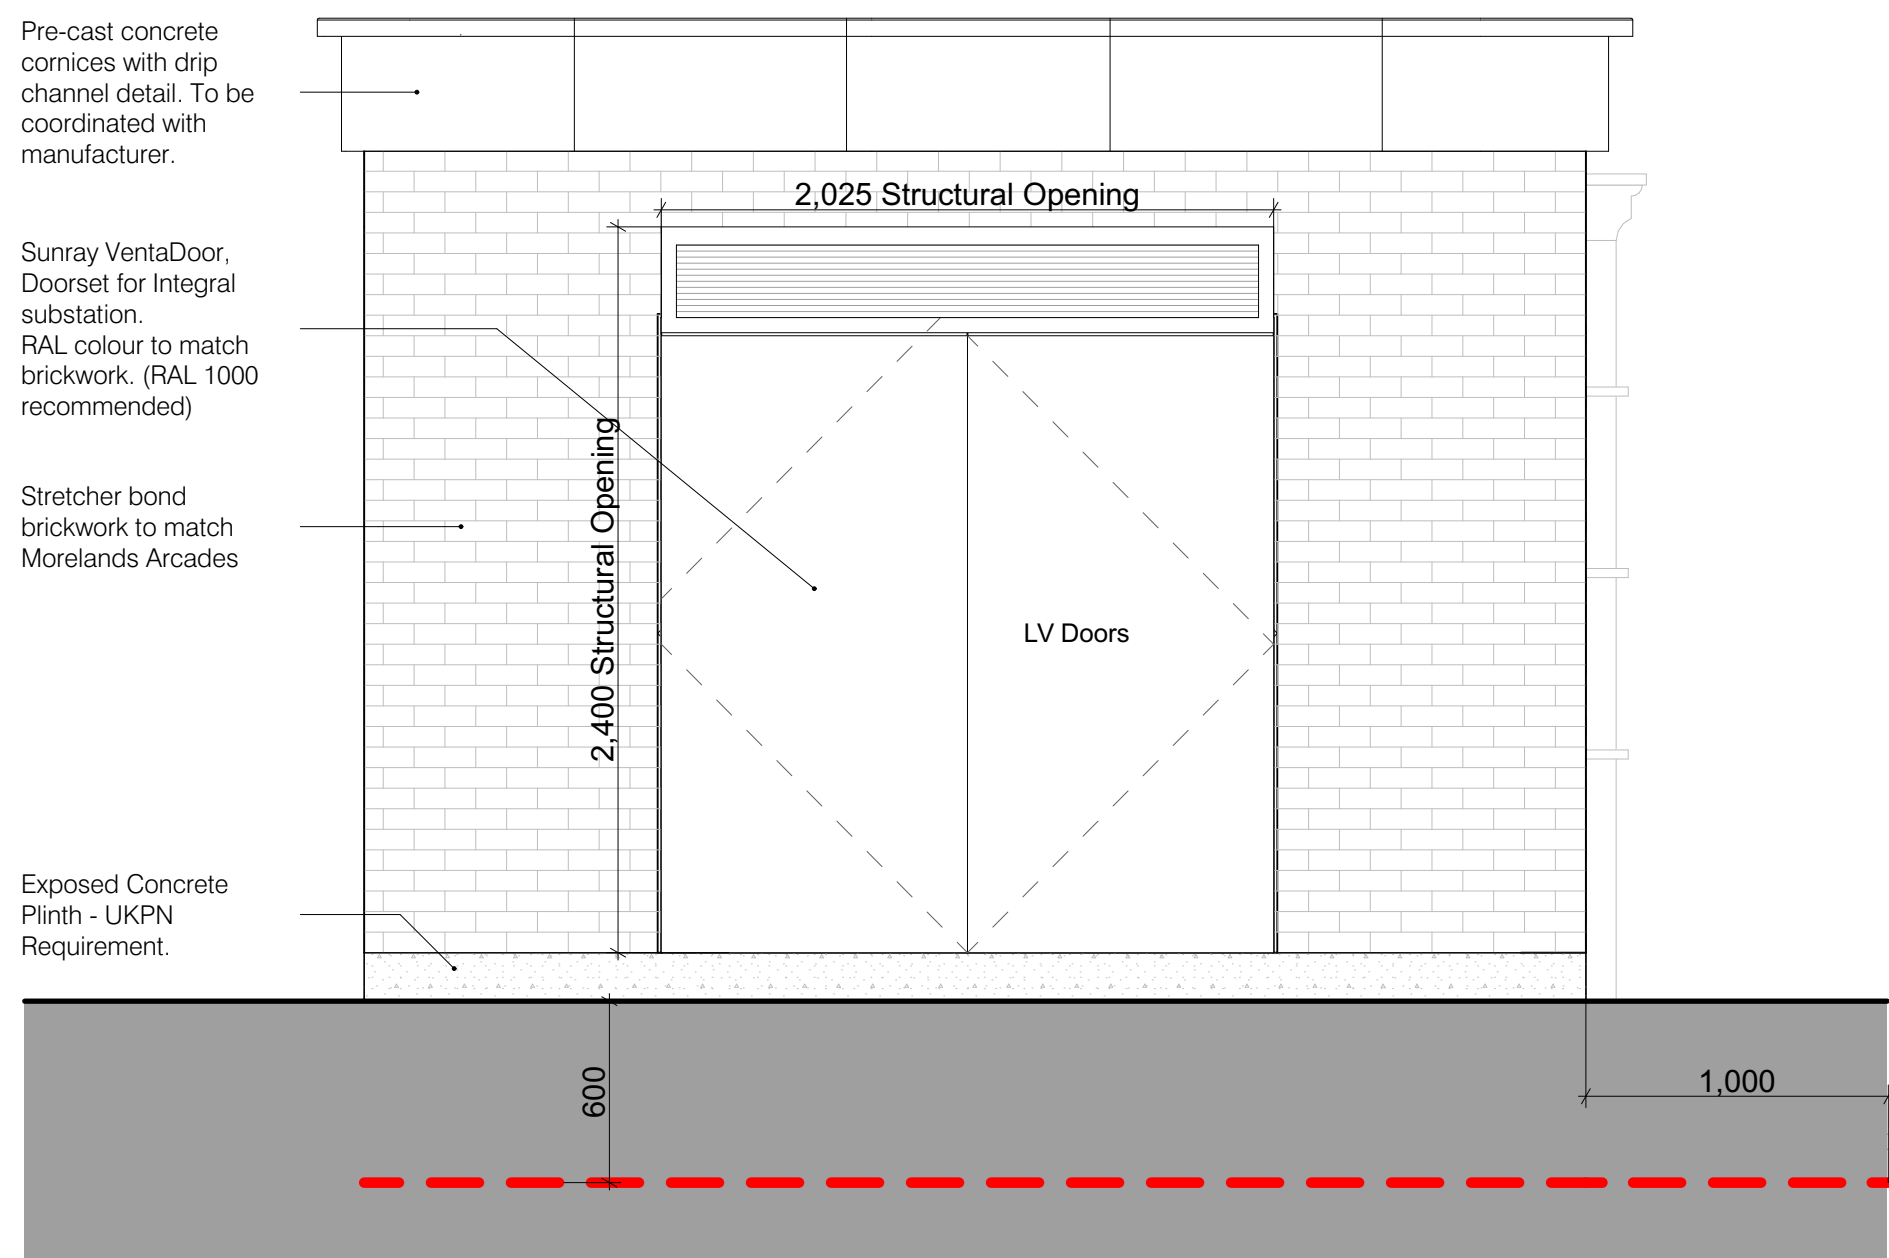 Pre-cast concrete
cornices with drip
channel detail. To be
coordinated with
manufacturer.
2,025 Structural Opening
Sunray VentaDoor,
Doorset for Integral
substation.
RAL colour to match
brickwork. (RAL 1000
recommended)
2,400 Structural Opening
Stretcher bond
brickwork to match
Morelands Arcades
LV Doors
Exposed Concrete
Plinth - UKPN
Requirement.
600
1,000